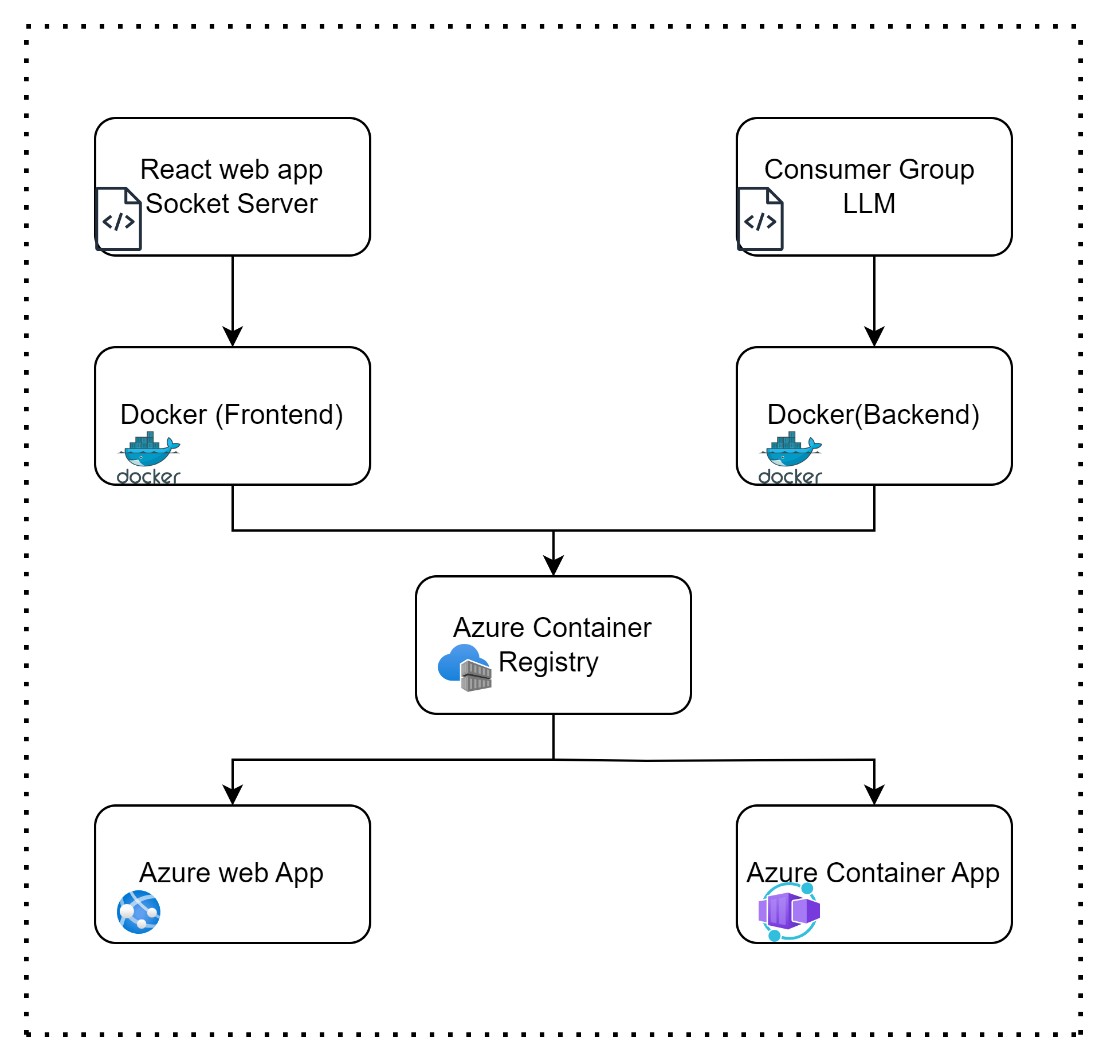 React web app
Socket Server
</>
Consumer Group
LLM
</>
Docker (Frontend)
docker
Docker(Backend)
docker
Azure Container
Registry
Azure web App
Azure Container App